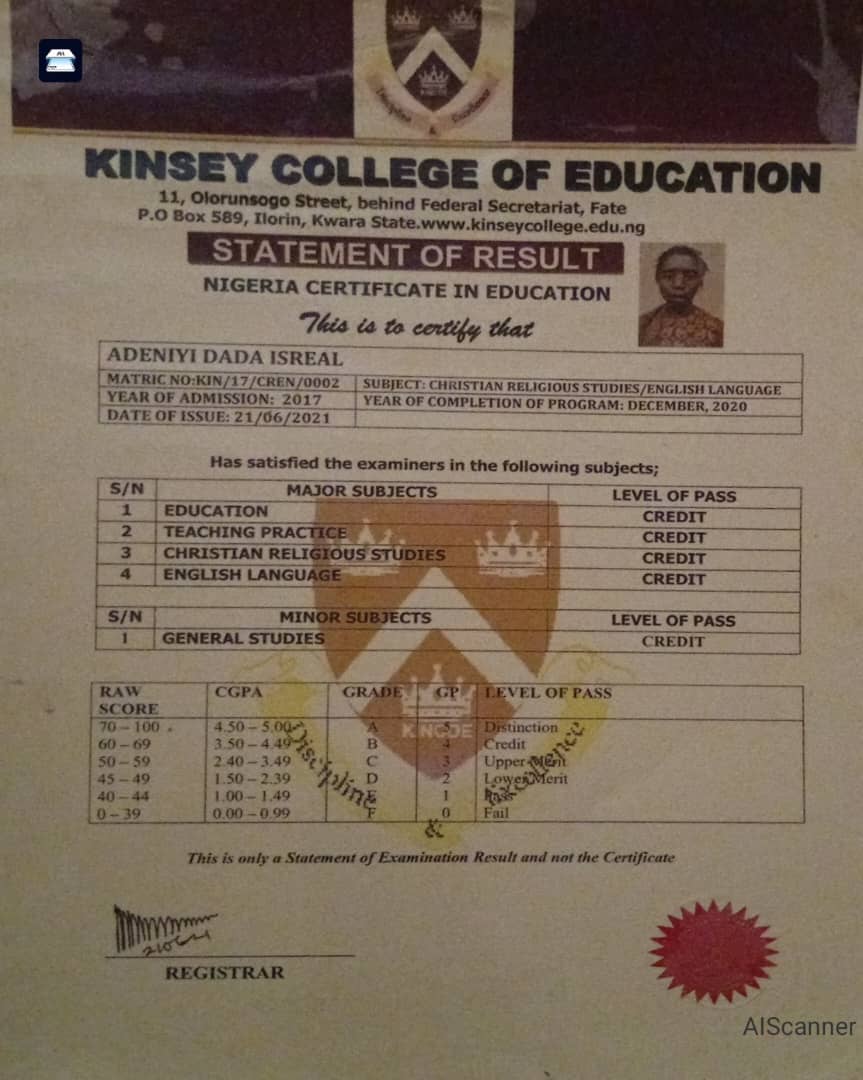 Discipline & Excellence
KINSEY COLLEGE OF EDUCATION
11, Olorunsogo Street, behind Federal Secretariat, Fate
P.O Box 589, Ilorin, Kwara State.www.kinseycollege.edu.ng
STATEMENT OF RESULT
NIGERIA CERTIFICATE IN EDUCATION
This is to certify that
ADENIYI DADA ISREAL
MATRIC NO:KIN/17/CREN/0002 SUBJECT: CHRISTIAN RELIGIOUS STUDIES/ENGLISH LANGUAGE
YEAR OF ADMISSION: 2017 YEAR OF COMPLETION OF PROGRAM: DECEMBER, 2020
DATE OF ISSUE: 21/06/2021
Has satisfied the examiners in the following subjects;
S/N MAJOR SUBJECTS LEVEL OF PASS
1 EDUCATION CREDIT
2 TEACHING PRACTICE CREDIT
3 CHRISTIAN RELIGIOUS STUDIES CREDIT
4 ENGLISH LANGUAGE CREDIT
S/N MINOR SUBJECTS LEVEL OF PASS
1 GENERAL STUDIES CREDIT
RAW CGPA GRADE GP LEVEL OF PASS
SCORE
70 – 100 4.50 – 5.00 A 5 Distinction
60 – 69 3.50 – 4.49 B 4 Credit
50 – 59 2.40 – 3.49 C 3 Upper Merit
45 – 49 1.50 – 2.39 D 2 Lower Merit
40 – 44 1.00 – 1.49 E 1 Pass
0 – 39 0.00 – 0.99 F 0 Fail
KINCOE
Discipline & Excellence
This is only a Statement of Examination Result and not the Certificate
REGISTRAR
AIScanner